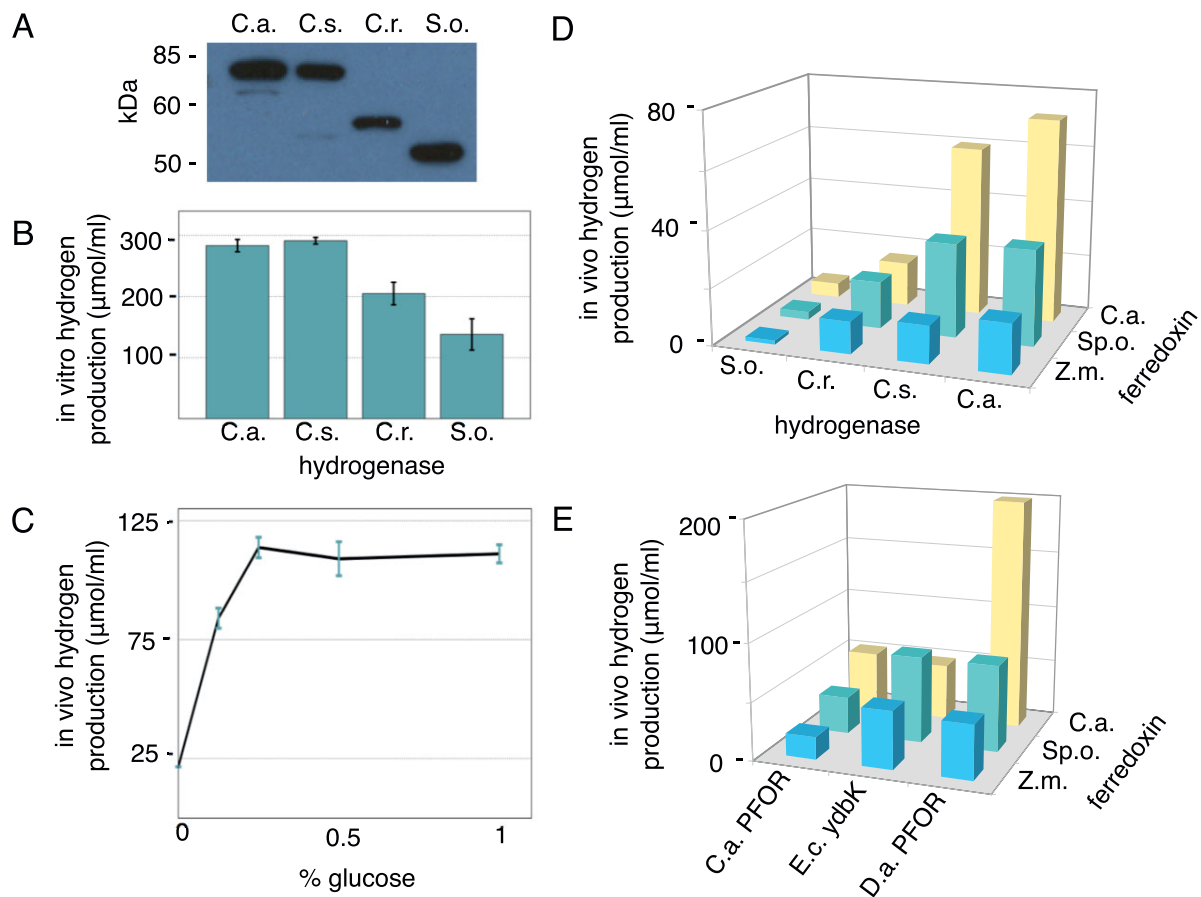 A
C.a. C.s. C.r. S.o.
kDa
85
60
50
B
in vitro hydrogen
production (µmol/ml)
300
200
100
C.a. C.s. C.r. S.o.
hydrogenase
C
in vivo hydrogen
production (µmol/ml)
125
75
25
0 0.5 1
% glucose
D
in vivo hydrogen
production (µmol/ml)
80
40
0
S.o. C.r. C.s. C.a.
hydrogenase
C.a.
Sp.o.
Z.m.
ferredoxin
E
in vivo hydrogen
production (µmol/ml)
200
100
0
C.a. PFOR
E.c. ydbK
D.a. PFOR
C.a.
Sp.o.
Z.m.
ferredoxin